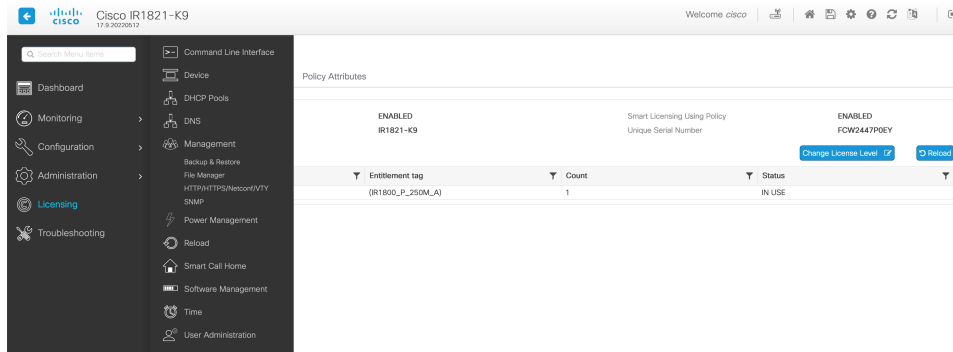 CISCO
Cisco IR1821-K9
17.9.20220512
Welcome cisco
Search Menu Items
Dashboard
Monitoring
Configuration
Administration
Licensing
Troubleshooting
Command Line Interface
Device
DHCP Pools
DNS
Management
Backup & Restore
File Manager
HTTP/HTTPS/Netconf/VTY
SNMP
Power Management
Reload
Smart Call Home
Software Management
Time
User Administration
Policy Attributes
ENABLED
Smart Licensing Using Policy
ENABLED
IR1821-K9
Unique Serial Number
FCW2447P0EY
Change License Level
Reload
Entitlement tag
Count
Status
(IR1800_P_250M_A)
1
IN USE